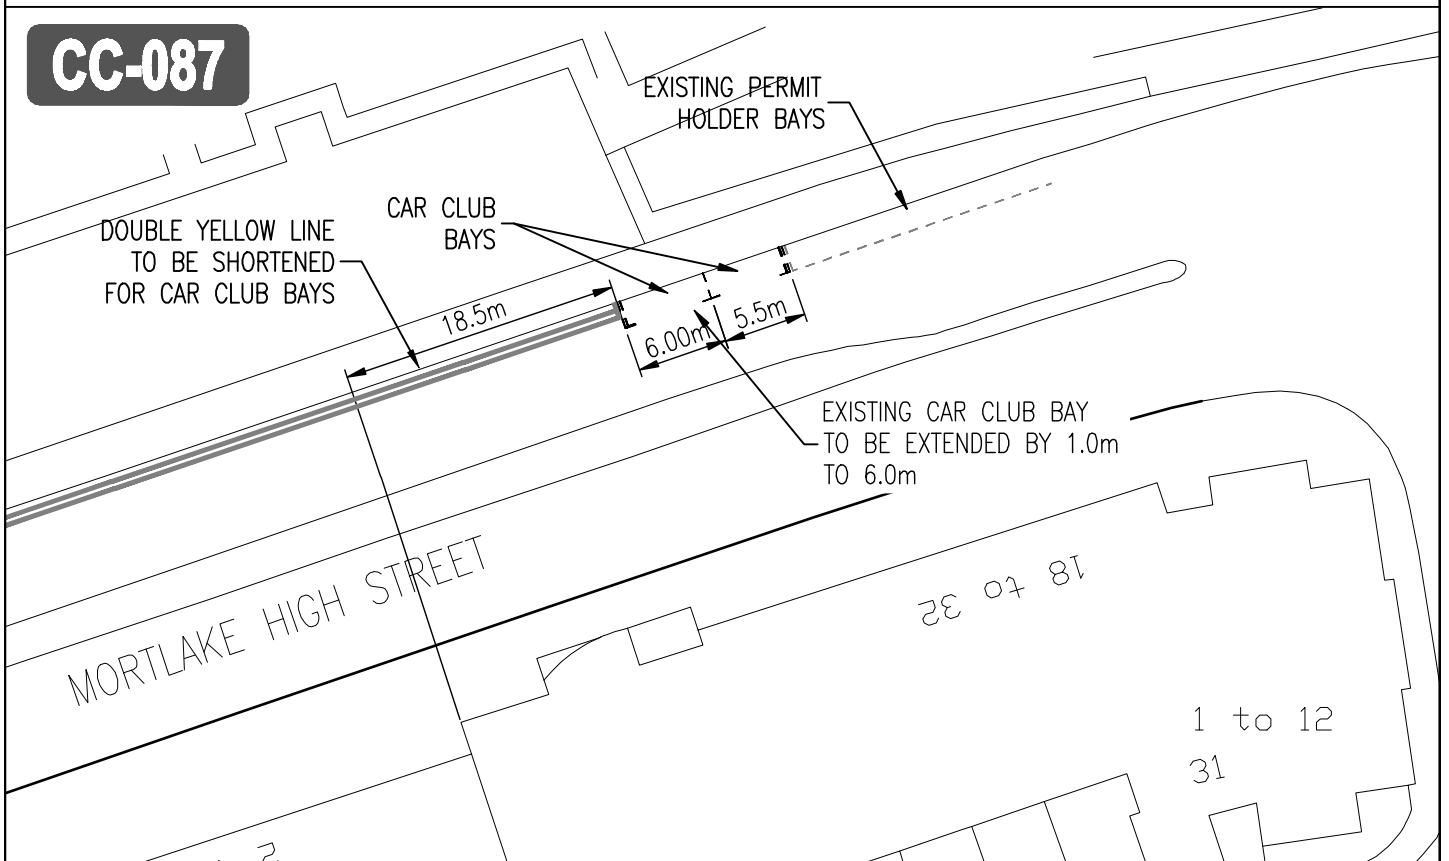 CC-087
EXISTING PERMIT
HOLDER BAYS
CAR CLUB
BAYS
DOUBLE YELLOW LINE
TO BE SHORTENED
FOR CAR CLUB BAYS
18.5m
6.00m
5.5m
EXISTING CAR CLUB BAY
TO BE EXTENDED BY 1.0m
TO 6.0m
MORTLAKE HIGH STREET
18 to 32
1 to 12
31